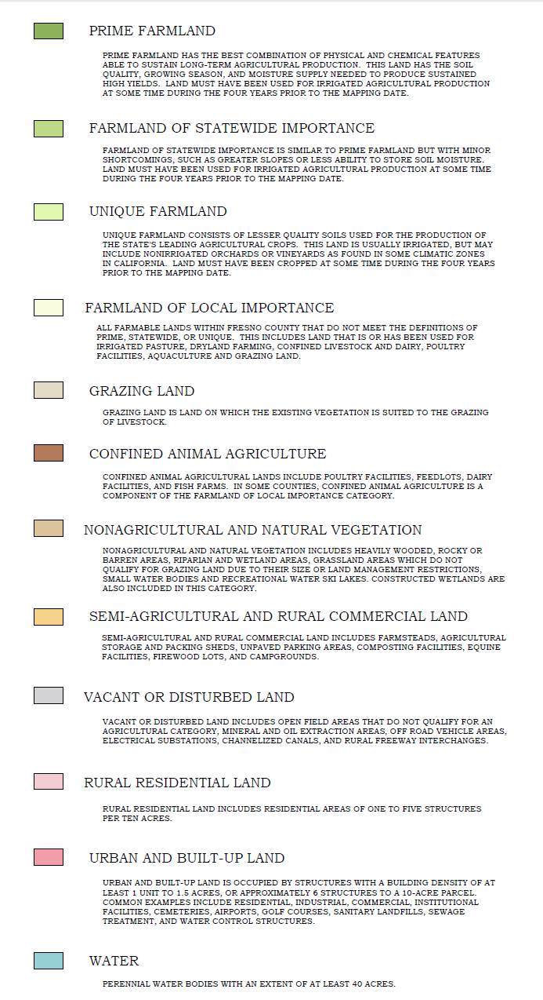 PRIME FARMLAND
PRIME FARMLAND HAS THE BEST COMBINATION OF PHYSICAL AND CHEMICAL FEATURES
ABLE TO SUSTAIN LONG-TERM AGRICULTURAL PRODUCTION.  THIS LAND HAS THE SOIL
QUALITY, GROWING SEASON, AND MOISTURE SUPPLY NEEDED TO PRODUCE SUSTAINED
HIGH YIELDS.  LAND MUST HAVE BEEN USED FOR IRRIGATED AGRICULTURAL PRODUCTION
AT SOME TIME DURING THE FOUR YEARS PRIOR TO THE MAPPING DATE.
FARMLAND OF STATEWIDE IMPORTANCE
FARMLAND OF STATEWIDE IMPORTANCE IS SIMILAR TO PRIME FARMLAND BUT WITH MINOR
SHORTCOMINGS, SUCH AS GREATER SLOPES OR LESS ABILITY TO STORE SOIL MOISTURE.
LAND MUST HAVE BEEN USED FOR IRRIGATED AGRICULTURAL PRODUCTION AT SOME TIME
DURING THE FOUR YEARS PRIOR TO THE MAPPING DATE.
UNIQUE FARMLAND
UNIQUE FARMLAND CONSISTS OF LESSER QUALITY SOILS USED FOR THE PRODUCTION OF
THE STATE'S LEADING AGRICULTURAL CROPS.  THIS LAND IS USUALLY IRRIGATED, BUT MAY
INCLUDE NONIRRIGATED ORCHARDS OR VINEYARDS AS FOUND IN SOME CLIMATIC ZONES
IN CALIFORNIA.  LAND MUST HAVE BEEN CROPPED AT SOME TIME DURING THE FOUR YEARS
PRIOR TO THE MAPPING DATE.
FARMLAND OF LOCAL IMPORTANCE
ALL FARMABLE LANDS WITHIN FRESNO COUNTY THAT DO NOT MEET THE DEFINITIONS OF
PRIME, STATEWIDE, OR UNIQUE.  THIS INCLUDES LAND THAT IS OR HAS BEEN USED FOR
IRRIGATED PASTURE, DRYLAND FARMING, CONFINED LIVESTOCK AND DAIRY, POULTRY
FACILITIES, AQUACULTURE AND GRAZING LAND.
GRAZING LAND
GRAZING LAND IS LAND ON WHICH THE EXISTING VEGETATION IS SUITED TO THE GRAZING
OF LIVESTOCK.
CONFINED ANIMAL AGRICULTURE
CONFINED ANIMAL AGRICULTURAL LANDS INCLUDE POULTRY FACILITIES, FEEDLOTS, DAIRY
FACILITIES, AND FISH FARMS.  IN SOME COUNTIES, CONFINED ANIMAL AGRICULTURE IS A
COMPONENT OF THE FARMLAND OF LOCAL IMPORTANCE CATEGORY.
NONAGRICULTURAL AND NATURAL VEGETATION
NONAGRICULTURAL AND NATURAL VEGETATION INCLUDES HEAVILY WOODED, ROCKY OR
BARREN AREAS, RIPARIAN AND WETLAND AREAS, GRASSLAND AREAS WHICH DO NOT
QUALIFY FOR GRAZING LAND DUE TO THEIR SIZE OR LAND MANAGEMENT RESTRICTIONS,
SMALL WATER BODIES AND RECREATIONAL WATER SKI LAKES. CONSTRUCTED WETLANDS ARE
ALSO INCLUDED IN THIS CATEGORY.
SEMI-AGRICULTURAL AND RURAL COMMERCIAL LAND
SEMI-AGRICULTURAL AND RURAL COMMERCIAL LAND INCLUDES FARMSTEADS, AGRICULTURAL
STORAGE AND PACKING SHEDS, UNPAVED PARKING AREAS, COMPOSTING FACILITIES, EQUINE
FACILITIES, FIREWOOD LOTS, AND CAMPGROUNDS.
VACANT OR DISTURBED LAND
VACANT OR DISTURBED LAND INCLUDES OPEN FIELD AREAS THAT DO NOT QUALIFY FOR AN
AGRICULTURAL CATEGORY, MINERAL AND OIL EXTRACTION AREAS, OFF ROAD VEHICLE AREAS,
ELECTRICAL SUBSTATIONS, CHANNELIZED CANALS, AND RURAL FREEWAY INTERCHANGES.
RURAL RESIDENTIAL LAND
RURAL RESIDENTIAL LAND INCLUDES RESIDENTIAL AREAS OF ONE TO FIVE STRUCTURES
PER TEN ACRES.
URBAN AND BUILT-UP LAND
URBAN AND BUILT-UP LAND IS OCCUPIED BY STRUCTURES WITH A BUILDING DENSITY OF AT
LEAST 1 UNIT TO 1.5 ACRES, OR APPROXIMATELY 6 STRUCTURES TO A 10-ACRE PARCEL.
COMMON EXAMPLES INCLUDE RESIDENTIAL, INDUSTRIAL, COMMERCIAL, INSTITUTIONAL
FACILITIES, CEMETERIES, AIRPORTS, GOLF COURSES, SANITARY LANDFILLS, SEWAGE
TREATMENT, AND WATER CONTROL STRUCTURES.
WATER
PERENNIAL WATER BODIES WITH AN EXTENT OF AT LEAST 40 ACRES.